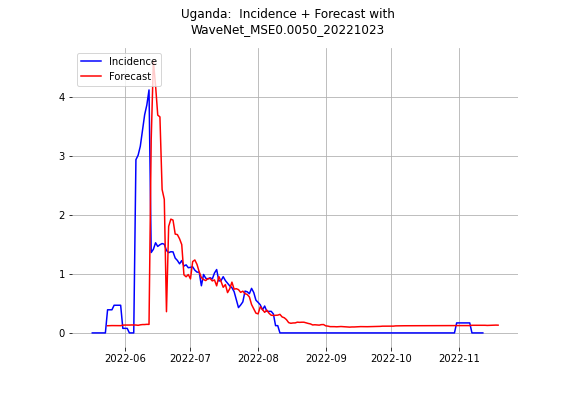 Uganda:  Incidence + Forecast with
WaveNet_MSE0.0050_20221023
Incidence
Forecast
4
3
2
1
0
2022-06
2022-07
2022-08
2022-09
2022-10
2022-11